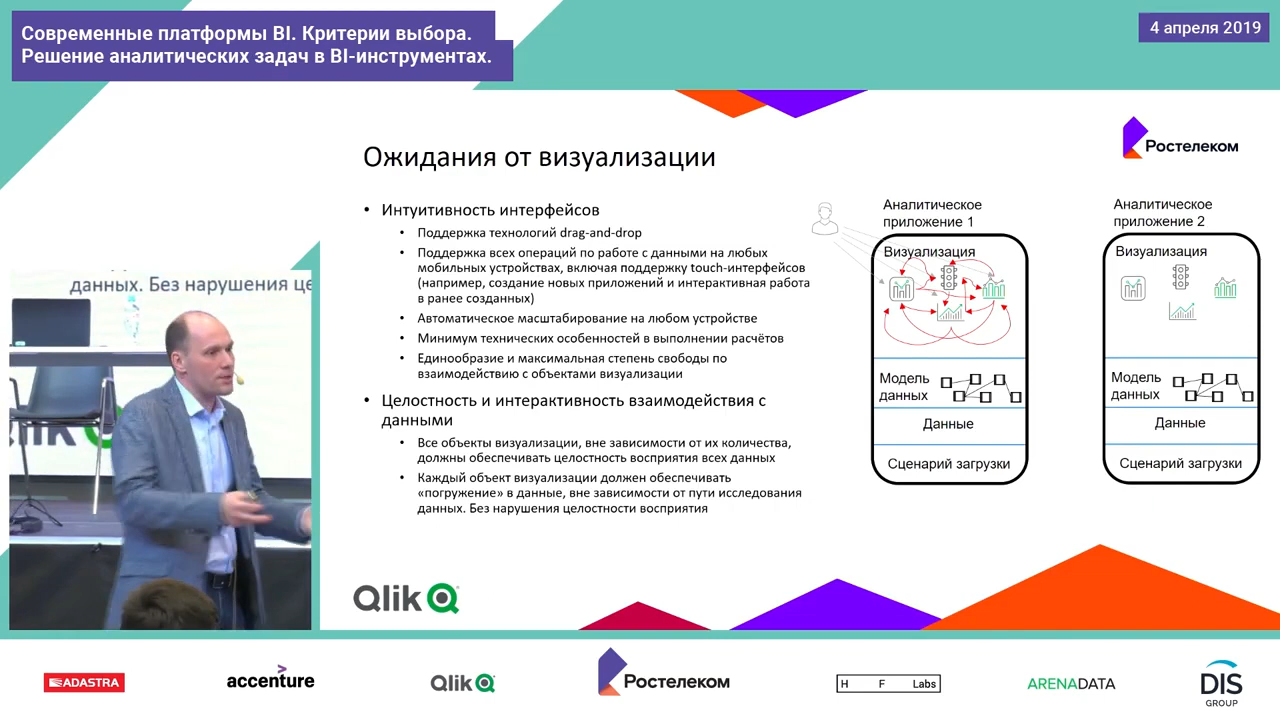 Современные платформы BI. Критерии выбора.
Решение аналитических задач в BI-инструментах.
4 апреля 2019
Ростелеком
Ожидания от визуализации
• Интуитивность интерфейсов
• Поддержка технологий drag-and-drop
• Поддержка всех операций по работе с данными на любых
мобильных устройствах, включая поддержку touch-интерфейсов
(например, создание новых приложений и интерактивная работа
в ранее созданных)
• Автоматическое масштабирование на любом устройстве
• Минимум технических особенностей в выполнении расчётов
• Единообразие и максимальная степень свободы по
взаимодействию с объектами визуализации
• Целостность и интерактивность взаимодействия с
данными
• Все объекты визуализации, вне зависимости от их количества,
должны обеспечивать целостность восприятия всех данных
• Каждый объект визуализации должен обеспечивать
«погружение» в данные, вне зависимости от пути исследования
данных. Без нарушения целостности восприятия
Аналитическое
приложение 1
Визуализация
Модель
данных
Данные
Сценарий загрузки
Аналитическое
приложение 2
Визуализация
Модель
данных
Данные
Сценарий загрузки
данных. Без нарушения це
Qlik
Qlik
ADASTRA
accenture
Qlik
Ростелеком
H F Labs
ARENADATA
DIS
GROUP